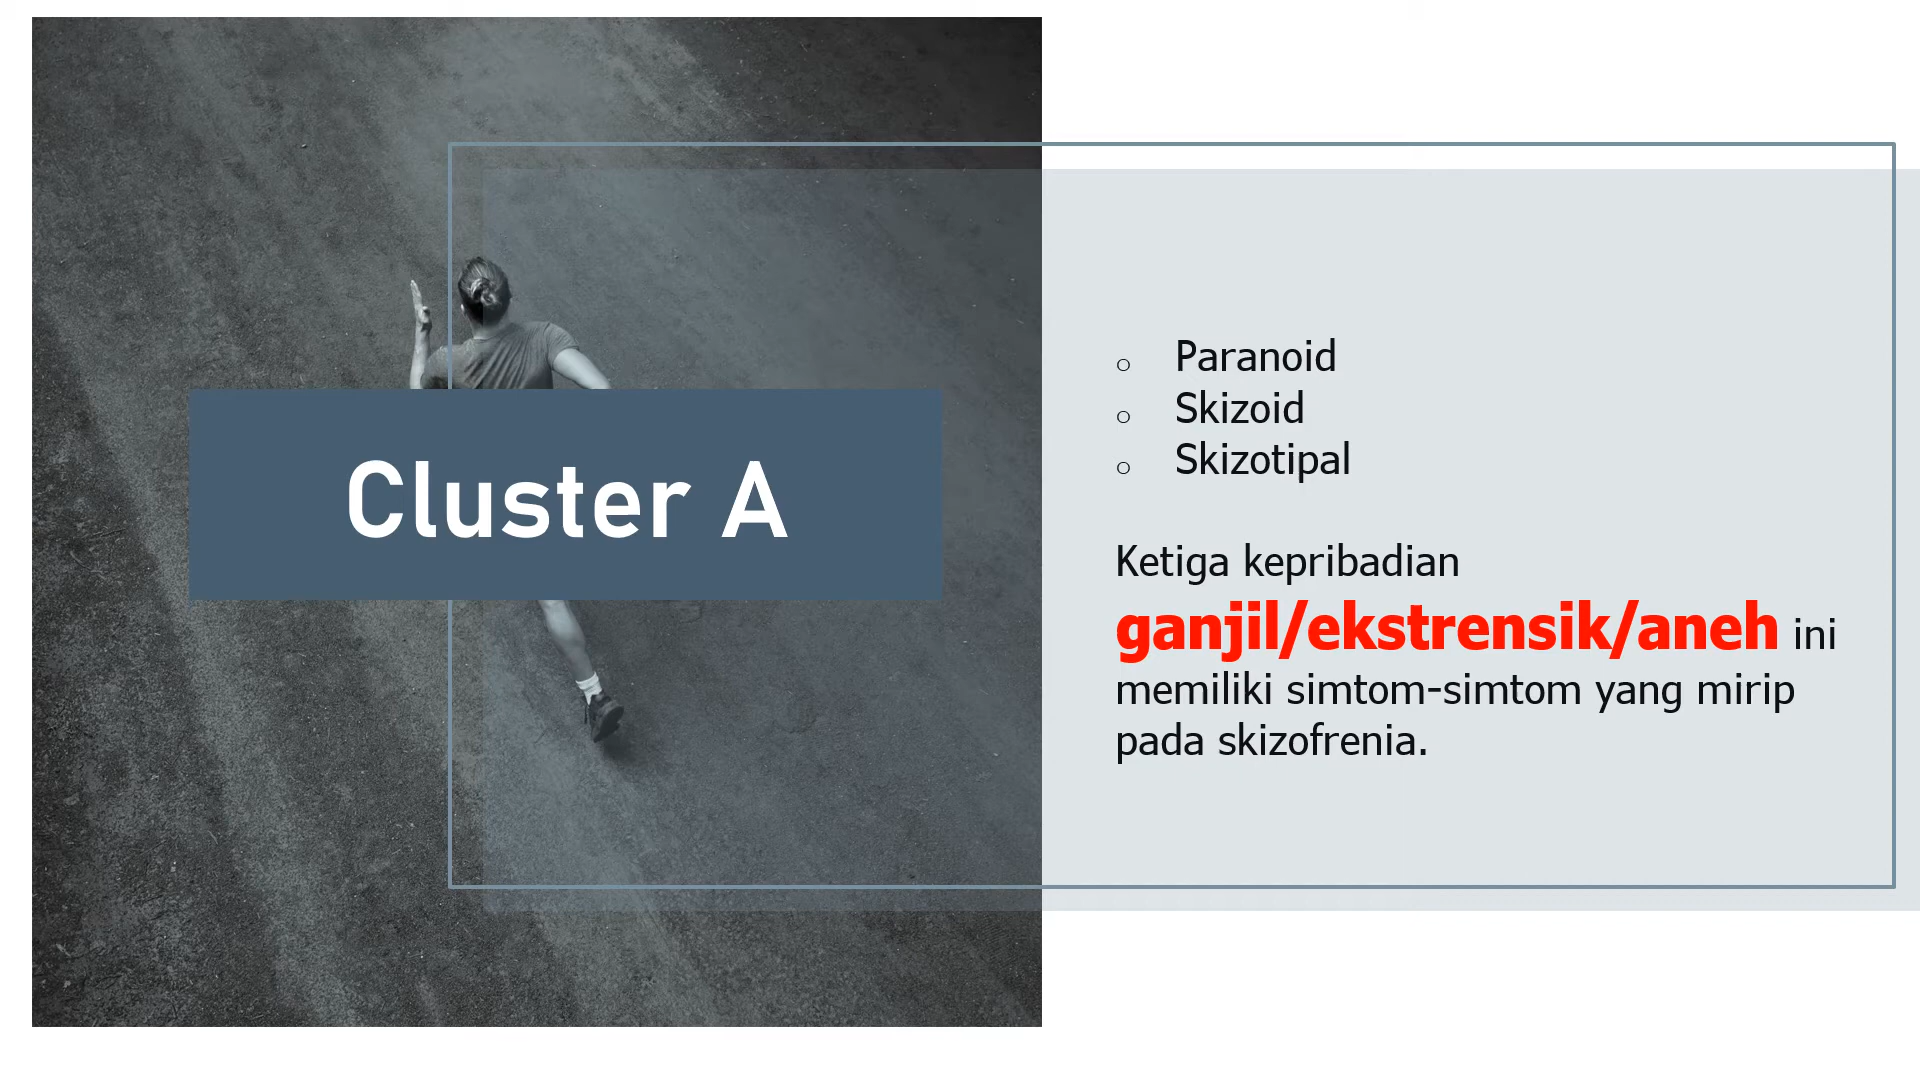 Cluster A
○ Paranoid
○ Skizoid
○ Skizotipal
Ketiga kepribadian
ganjil/ekstrensik/aneh ini
memiliki simtom-simtom yang mirip
pada skizofrenia.